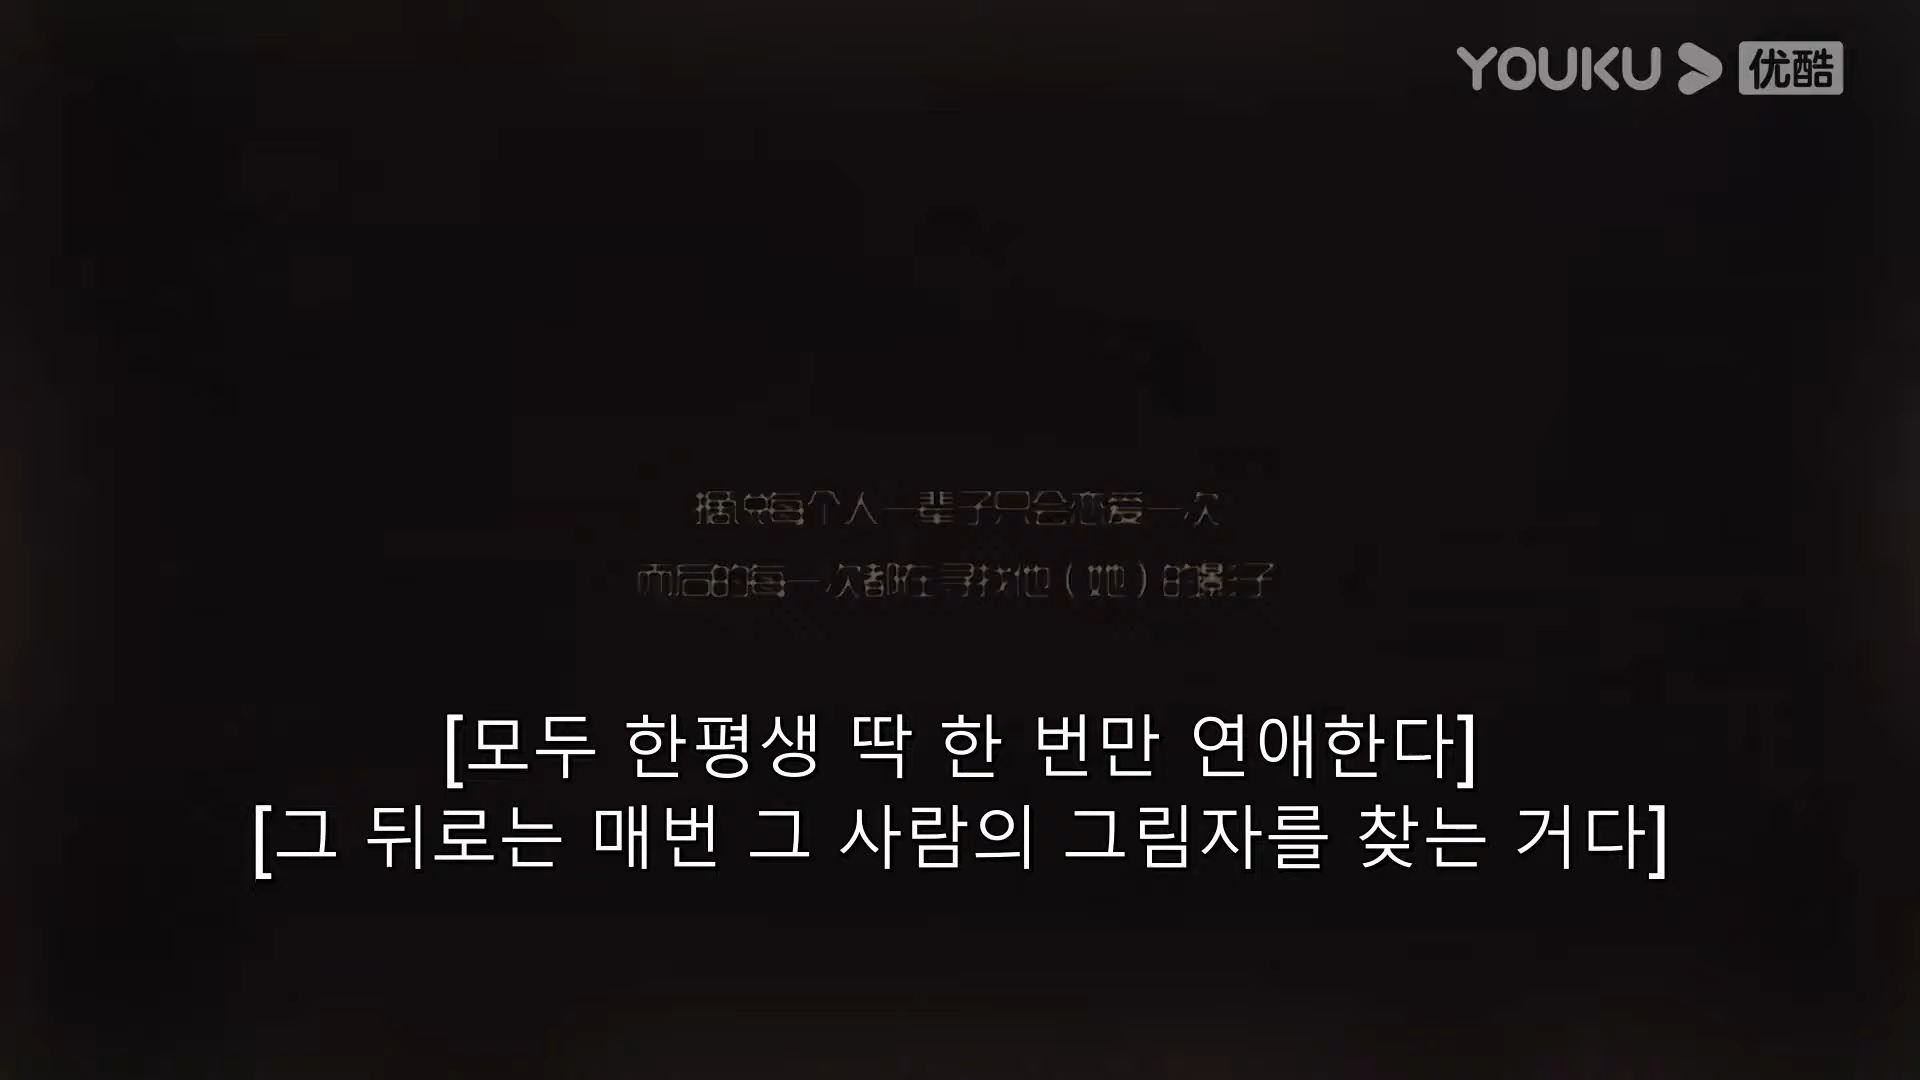 YOUKU 优酷
据说每个人一辈子只会恋爱一次
而后的每一次都在寻找他(她)的影子
[모두 한평생 딱 한 번만 연애한다]
[그 뒤로는 매번 그 사람의 그림자를 찾는 거다]